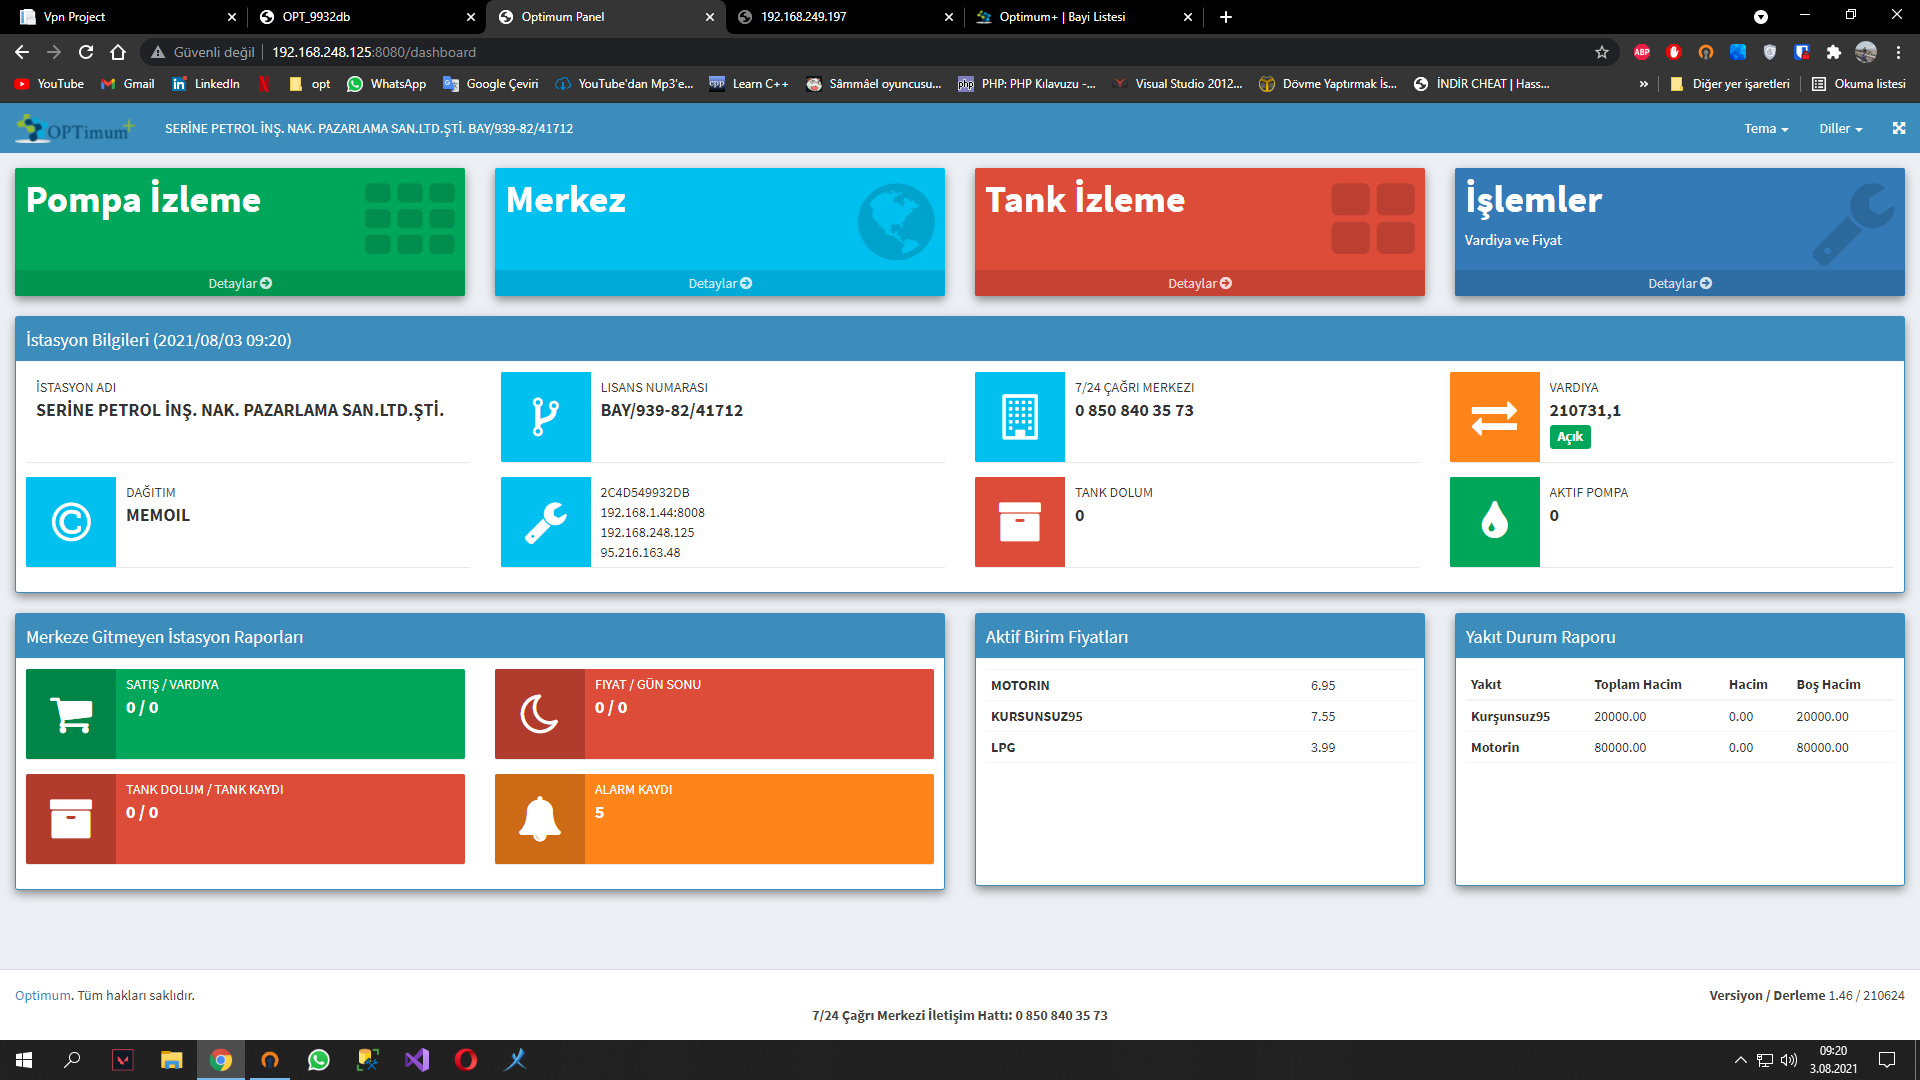 Vpn Project
OPT_9932db
Optimum Panel
192.168.249.197
Optimum+ | Bayi Listesi
Güvenli değil
192.168.248.125:8080/dashboard
ABP
YouTube
Gmail
LinkedIn
opt
WhatsApp
Google Çeviri
YouTube'dan Mp3'e...
Learn C++
Sâmmâel oyuncusu...
PHP: PHP Kılavuzu -...
Visual Studio 2012...
Dövme Yaptırmak İs...
İNDİR CHEAT | Hass...
»
Diğer yer işaretleri
Okuma listesi
OPTimum+
SERİNE PETROL İNŞ. NAK. PAZARLAMA SAN.LTD.ŞTİ. BAY/939-82/41712
Tema
Diller
Pompa İzleme
Detaylar
Merkez
Detaylar
Tank İzleme
Detaylar
İşlemler
Vardiya ve Fiyat
Detaylar
İstasyon Bilgileri (2021/08/03 09:20)
İSTASYON ADI
SERİNE PETROL İNŞ. NAK. PAZARLAMA SAN.LTD.ŞTİ.
LISANS NUMARASI
BAY/939-82/41712
7/24 ÇAĞRI MERKEZI
0 850 840 35 73
VARDIYA
210731,1
Açık
DAĞITIM
MEMOIL
2C4D549932DB
192.168.1.44:8008
192.168.248.125
95.216.163.48
TANK DOLUM
0
AKTIF POMPA
0
Merkeze Gitmeyen İstasyon Raporları
SATIŞ / VARDIYA
0 / 0
FIYAT / GÜN SONU
0 / 0
TANK DOLUM / TANK KAYDI
0 / 0
ALARM KAYDI
5
Aktif Birim Fiyatları
MOTORIN 6.95
KURSUNSUZ95 7.55
LPG 3.99
Yakıt Durum Raporu
Yakıt Toplam Hacim Hacim Boş Hacim
Kurşunsuz95 20000.00 0.00 20000.00
Motorin 80000.00 0.00 80000.00
Optimum. Tüm hakları saklıdır.
Versiyon / Derleme 1.46 / 210624
7/24 Çağrı Merkezi İletişim Hattı: 0 850 840 35 73
09:20
3.08.2021